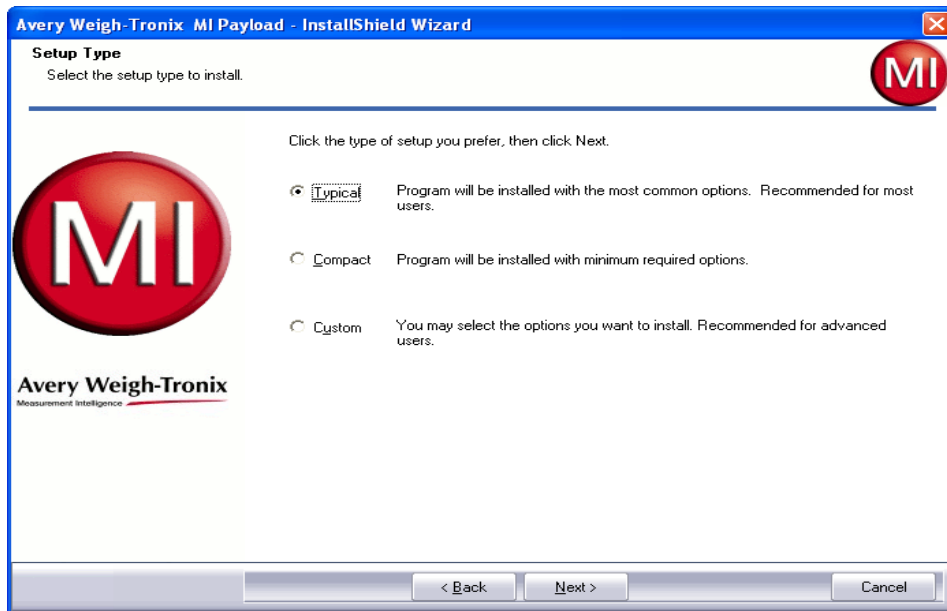 Avery Weigh-Tronix MI Payload - InstallShield Wizard
Setup Type
Select the setup type to install.
MI
Click the type of setup you prefer, then click Next.
Typical
Program will be installed with the most common options. Recommended for most
users.
MI
Compact
Program will be installed with minimum required options.
Custom
You may select the options you want to install. Recommended for advanced
users.
Avery Weigh-Tronix
Measurement Intelligence
< Back
Next >
Cancel